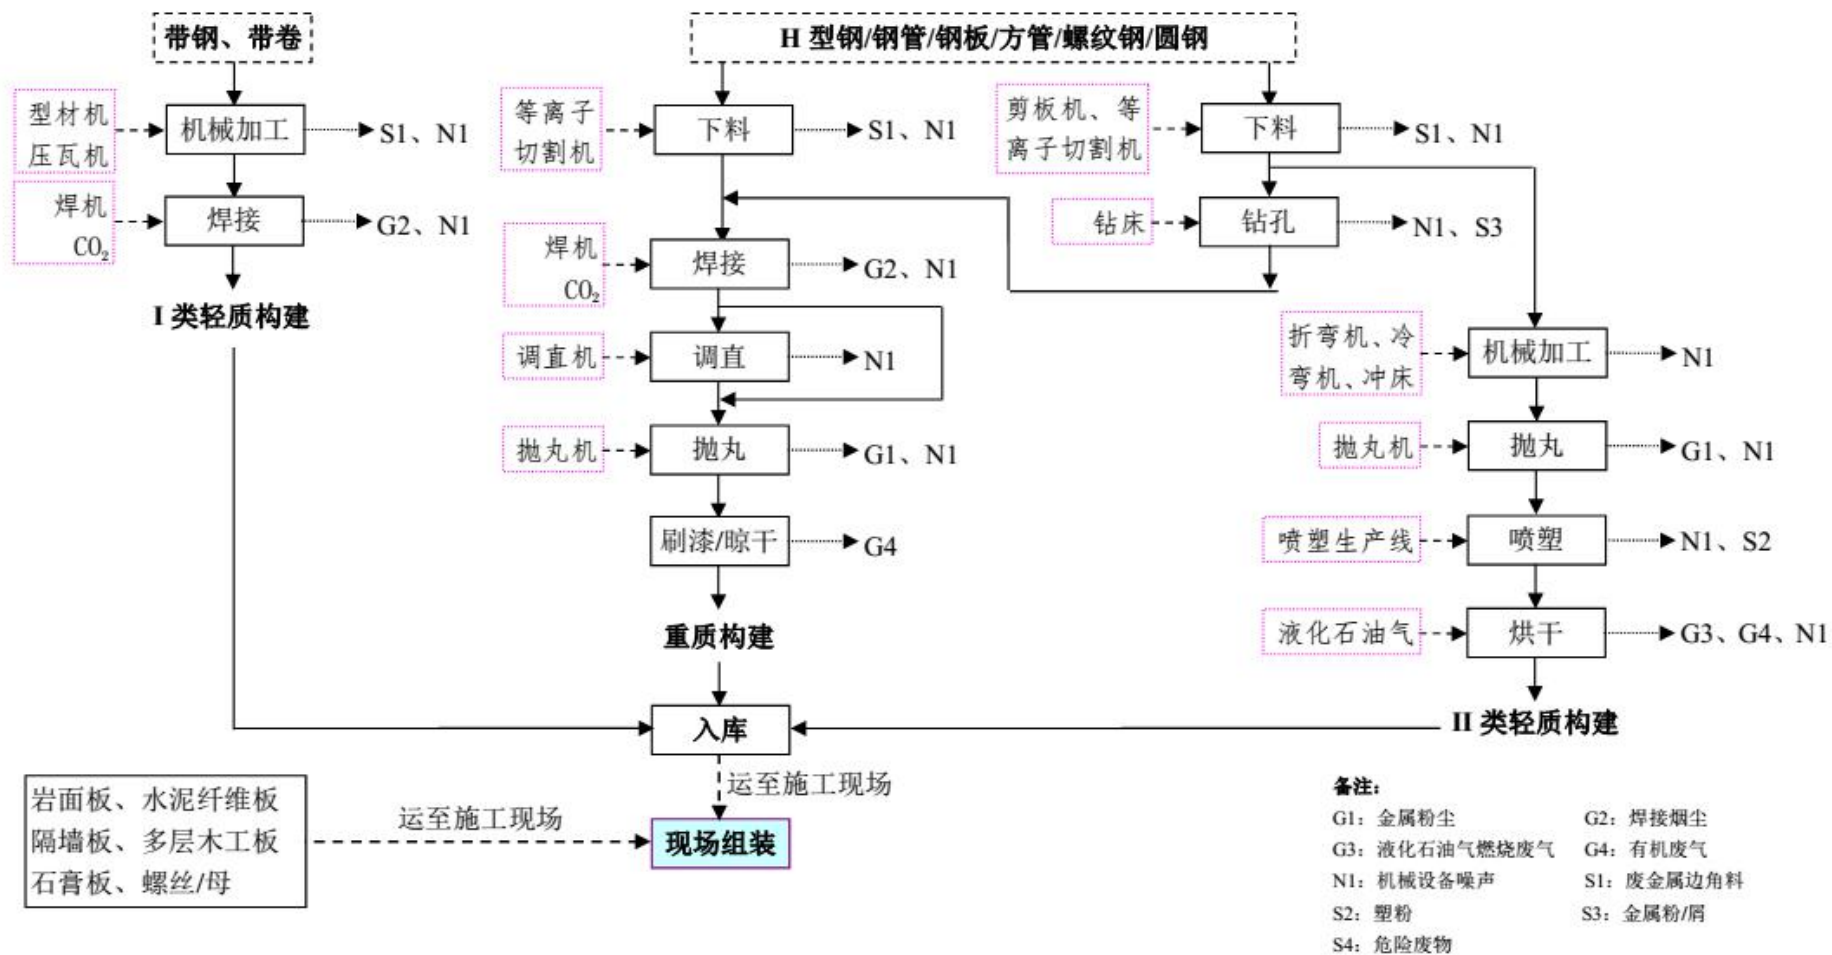 带钢、带卷
H 型钢/钢管/钢板/方管/螺纹钢/圆钢
型材机
压瓦机
机械加工
S1、N1
焊机
CO₂
焊接
G2、N1
I 类轻质构建
等离子
切割机
下料
S1、N1
焊机
CO₂
焊接
G2、N1
调直机
调直
N1
抛丸机
抛丸
G1、N1
刷漆/晾干
G4
重质构建
剪板机、等
离子切割机
下料
S1、N1
钻床
钻孔
N1、S3
折弯机、冷
弯机、冲床
机械加工
N1
抛丸机
抛丸
G1、N1
喷塑生产线
喷塑
N1、S2
液化石油气
烘干
G3、G4、N1
II 类轻质构建
入库
运至施工现场
岩面板、水泥纤维板
隔墙板、多层木工板
石膏板、螺丝/母
运至施工现场
现场组装
备注：
G1：金属粉尘 G2：焊接烟尘
G3：液化石油气燃烧废气 G4：有机废气
N1：机械设备噪声 S1：废金属边角料
S2：塑粉 S3：金属粉/屑
S4：危险废物